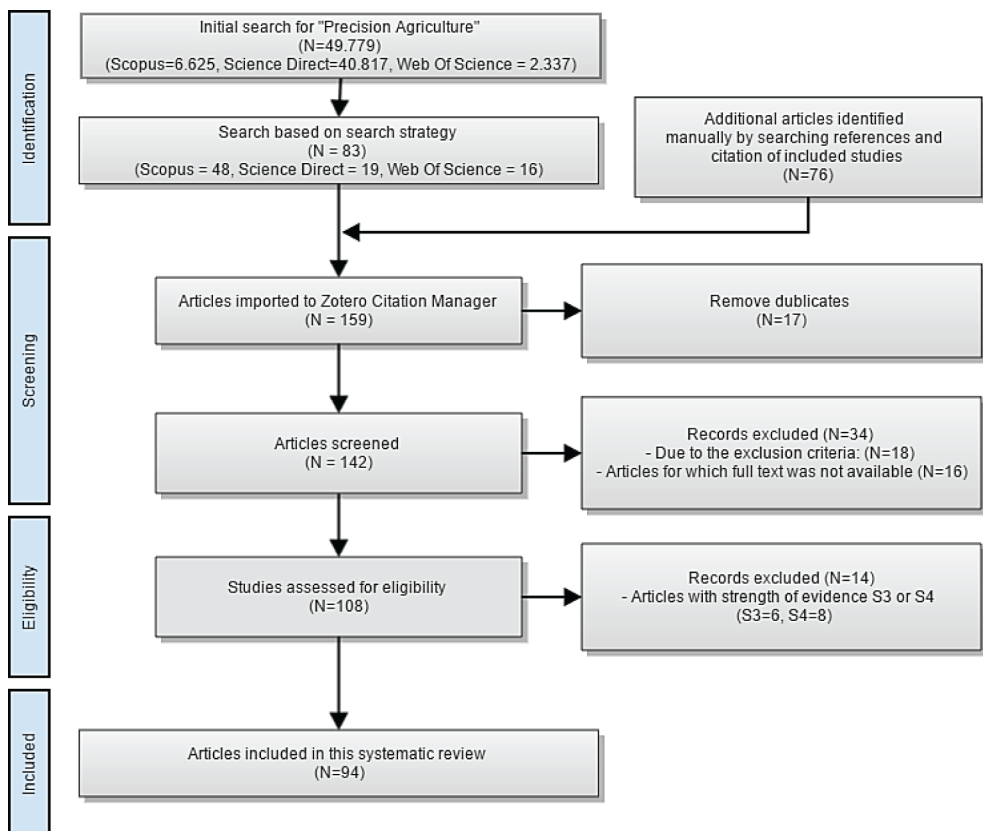 Identification
Initial search for "Precision Agriculture"
(N=49.779)
(Scopus=6.625, Science Direct=40.817, Web Of Science = 2.337)
Search based on search strategy
(N = 83)
(Scopus = 48, Science Direct = 19, Web Of Science = 16)
Additional articles identified
manually by searching references and
citation of included studies
(N=76)
Screening
Articles imported to Zotero Citation Manager
(N = 159)
Remove dublicates
(N=17)
Articles screened
(N = 142)
Records excluded (N=34)
- Due to the exclusion criteria: (N=18)
- Articles for which full text was not available (N=16)
Eligibility
Studies assessed for eligibility
(N=108)
Records excluded (N=14)
- Articles with strength of evidence S3 or S4
(S3=6, S4=8)
Included
Articles included in this systematic review
(N=94)